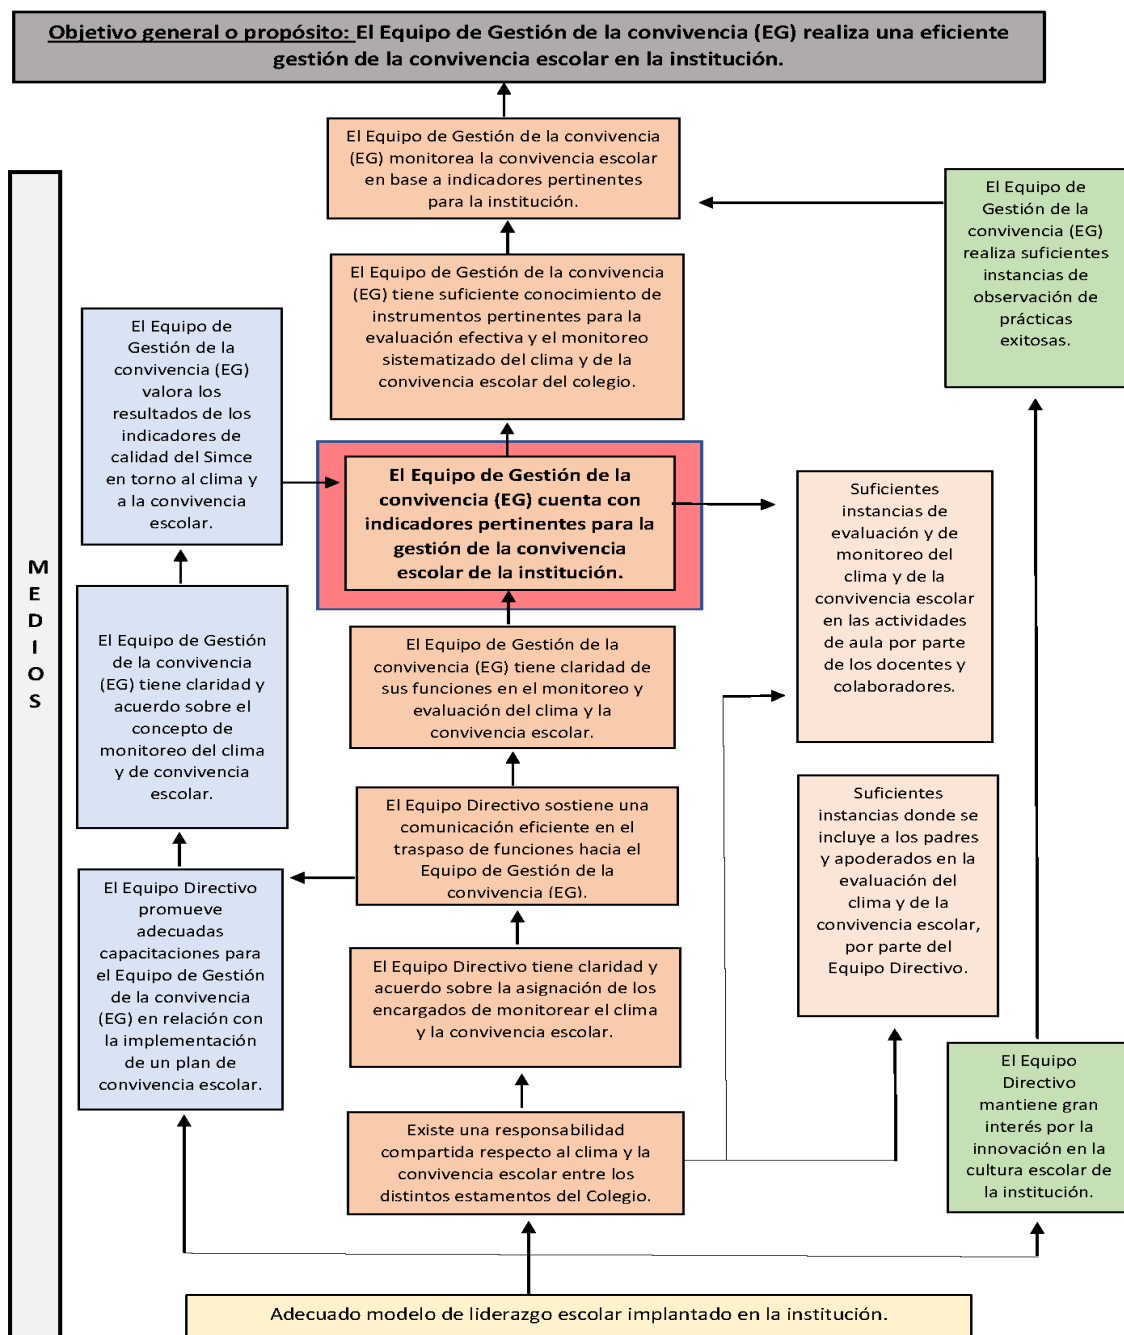 Objetivo general o propósito: El Equipo de Gestión de la convivencia (EG) realiza una eficiente
gestión de la convivencia escolar en la institución.
El Equipo de Gestión de la convivencia
(EG) monitorea la convivencia escolar
en base a indicadores pertinentes
para la institución.
El Equipo de
Gestión de la
convivencia (EG)
realiza suficientes
instancias de
observación de
prácticas
exitosas.
El Equipo de Gestión de la convivencia
(EG) tiene suficiente conocimiento de
instrumentos pertinentes para la
evaluación efectiva y el monitoreo
sistematizado del clima y de la
convivencia escolar del colegio.
El Equipo de
Gestión de la
convivencia (EG)
valora los
resultados de los
indicadores de
calidad del Simce
en torno al clima y
a la convivencia
escolar.
El Equipo de Gestión de la
convivencia (EG) cuenta con
indicadores pertinentes para la
gestión de la convivencia
escolar de la institución.
Suficientes
instancias de
evaluación y de
monitoreo del
clima y de la
convivencia escolar
en las actividades
de aula por parte
de los docentes y
colaboradores.
M
E
D
I
O
S
El Equipo de Gestión
de la convivencia
(EG) tiene claridad y
acuerdo sobre el
concepto de
monitoreo del clima
y de convivencia
escolar.
El Equipo de Gestión de la
convivencia (EG) tiene claridad de
sus funciones en el monitoreo y
evaluación del clima y la
convivencia escolar.
El Equipo Directivo sostiene una
comunicación eficiente en el
traspaso de funciones hacia el
Equipo de Gestión de la
convivencia (EG).
Suficientes
instancias donde se
incluye a los padres
y apoderados en la
evaluación del
clima y de la
convivencia escolar,
por parte del
Equipo Directivo.
El Equipo Directivo
promueve
adecuadas
capacitaciones para
el Equipo de Gestión
de la convivencia
(EG) en relación con
la implementación
de un plan de
convivencia escolar.
El Equipo Directivo tiene claridad y
acuerdo sobre la asignación de los
encargados de monitorear el clima
y la convivencia escolar.
El Equipo
Directivo
mantiene gran
interés por la
innovación en la
cultura escolar de
la institución.
Existe una responsabilidad
compartida respecto al clima y la
convivencia escolar entre los
distintos estamentos del Colegio.
Adecuado modelo de liderazgo escolar implantado en la institución.